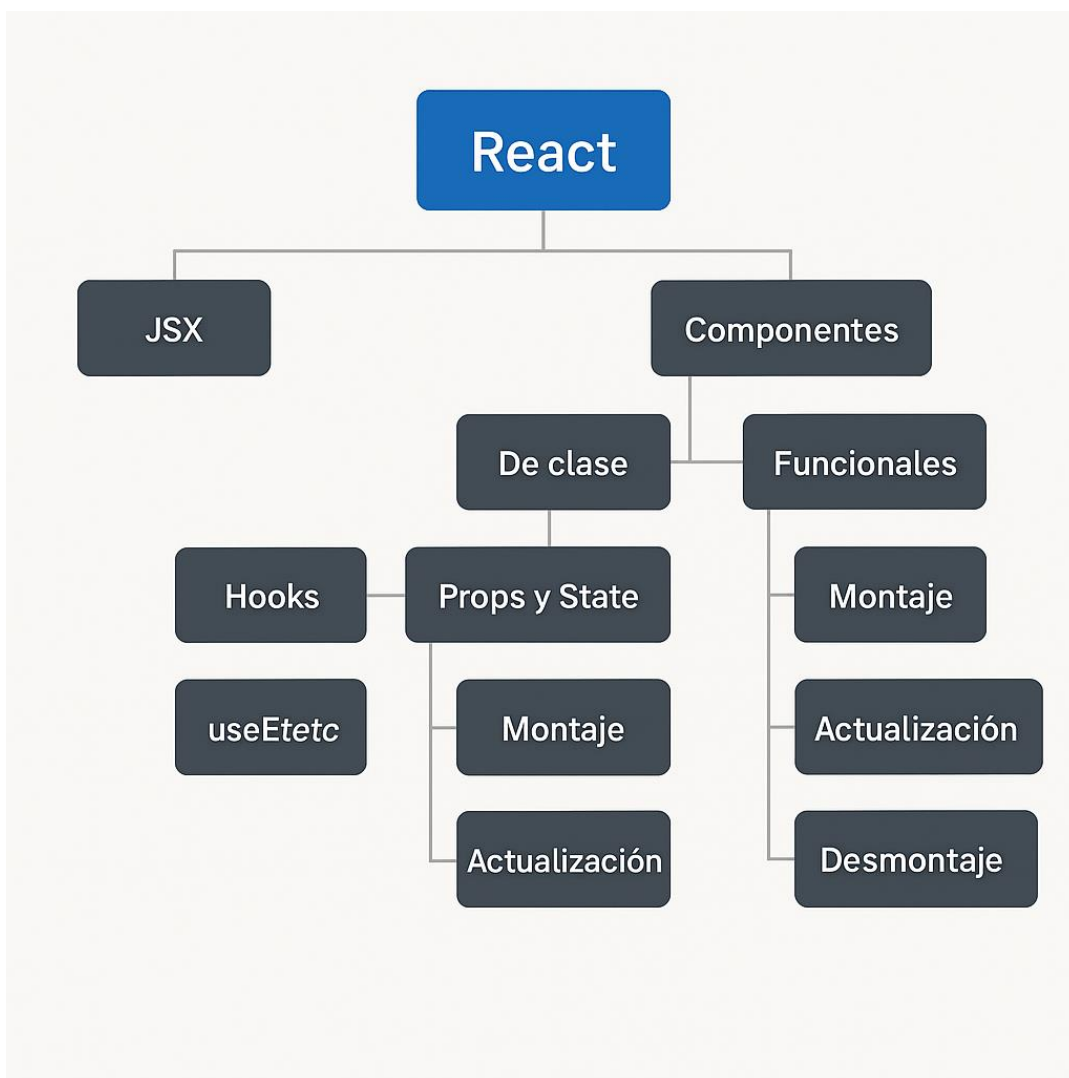 React
JSX
Componentes
De clase
Funcionales
Hooks
Props y State
Montaje
useEtetc
Montaje
Actualización
Actualización
Desmontaje